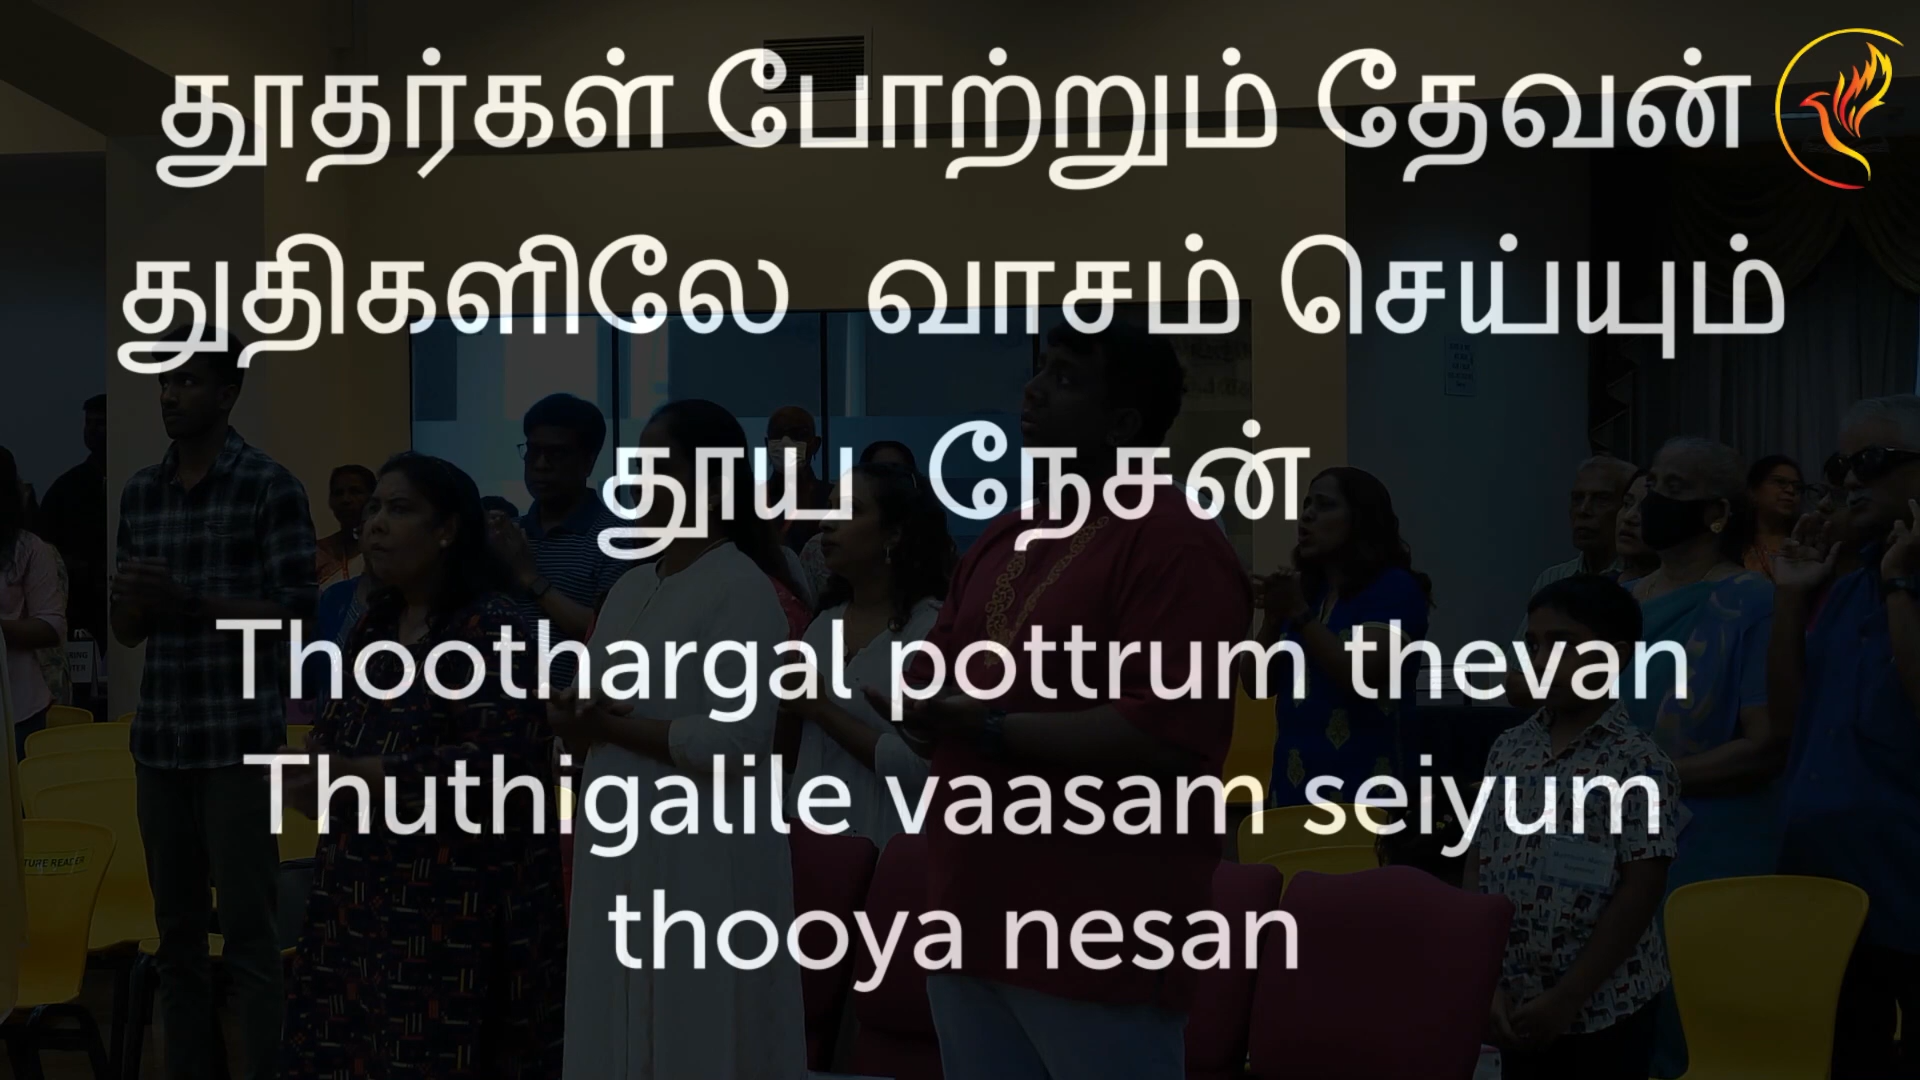 தூதர்கள் போற்றும் தேவன்
துதிகளிலே வாசம் செய்யும்
தூய நேசன்
Thoothargal pottrum thevan
Thuthigalile vaasam seiyum
thooya nesan